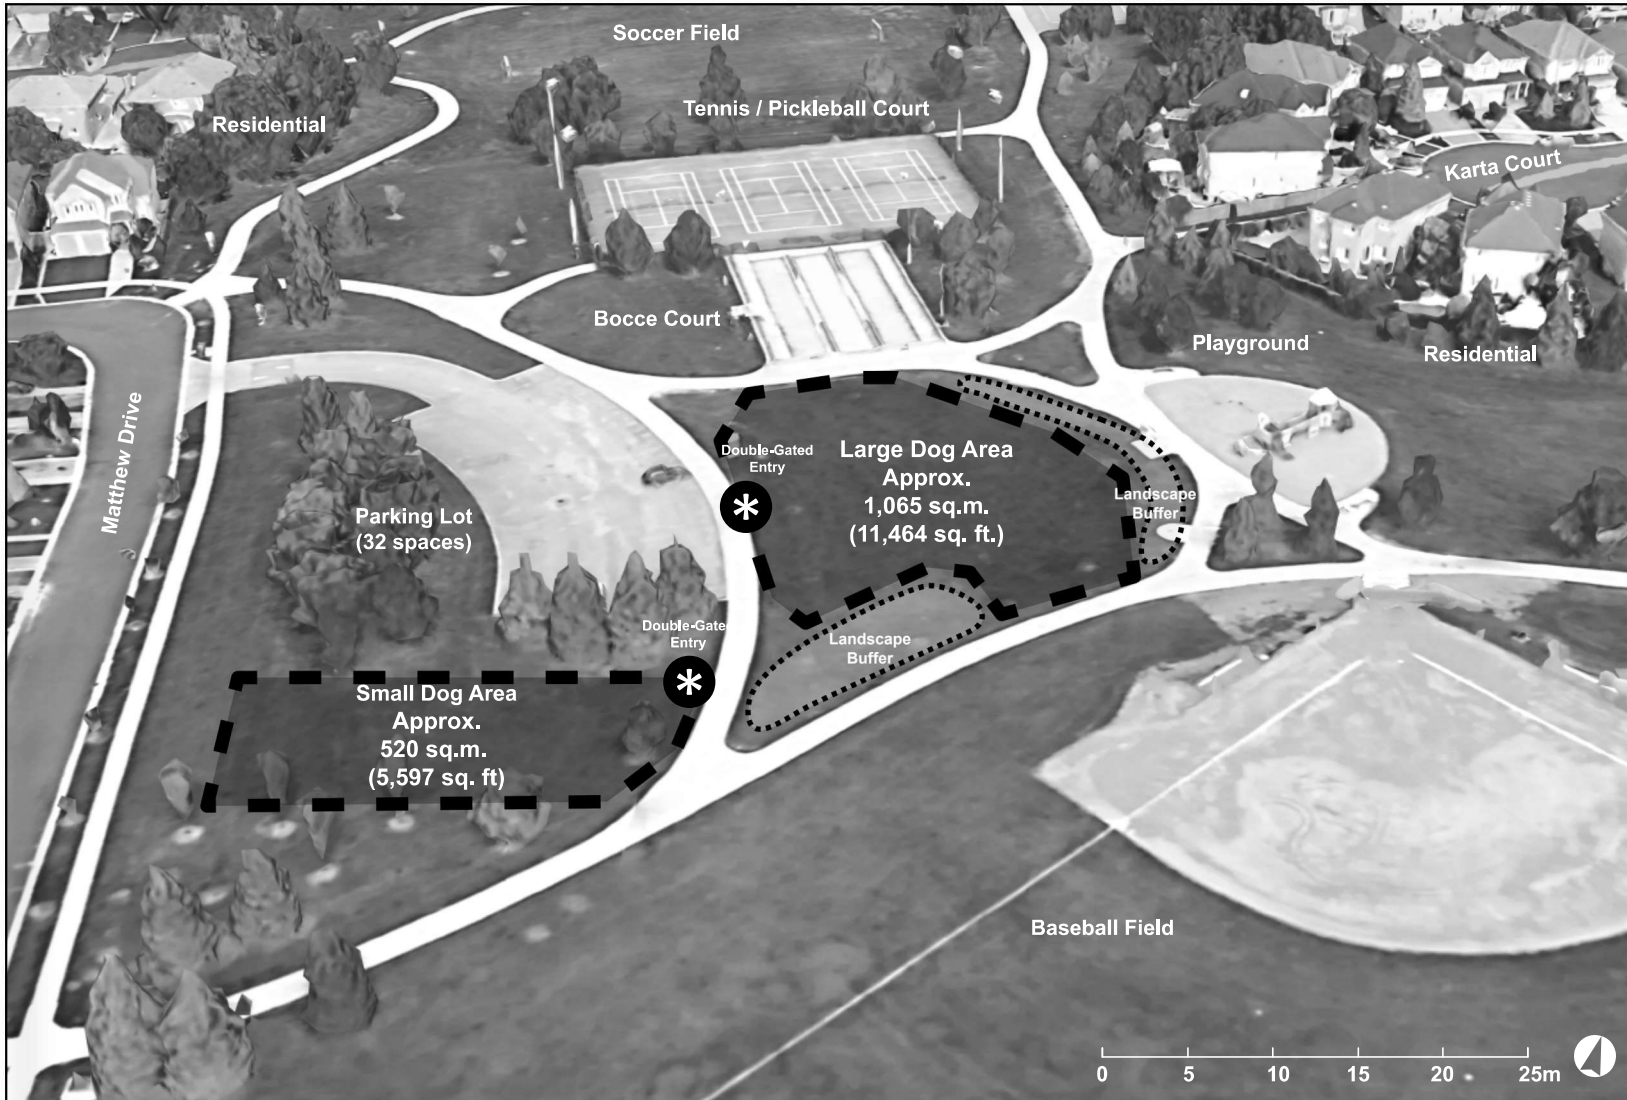 Soccer Field
Tennis / Pickleball Court
Residential
Karta Court
Bocce Court
Playground
Residential
Matthew Drive
Double-Gated
Entry
Large Dog Area
Approx.
1,065 sq.m.
(11,464 sq. ft.)
Landscape
Buffer
Parking Lot
(32 spaces)
*
Double-Gate
Entry
*
Landscape
Buffer
Small Dog Area
Approx.
520 sq.m.
(5,597 sq. ft)
Baseball Field
0 5 10 15 20 25m